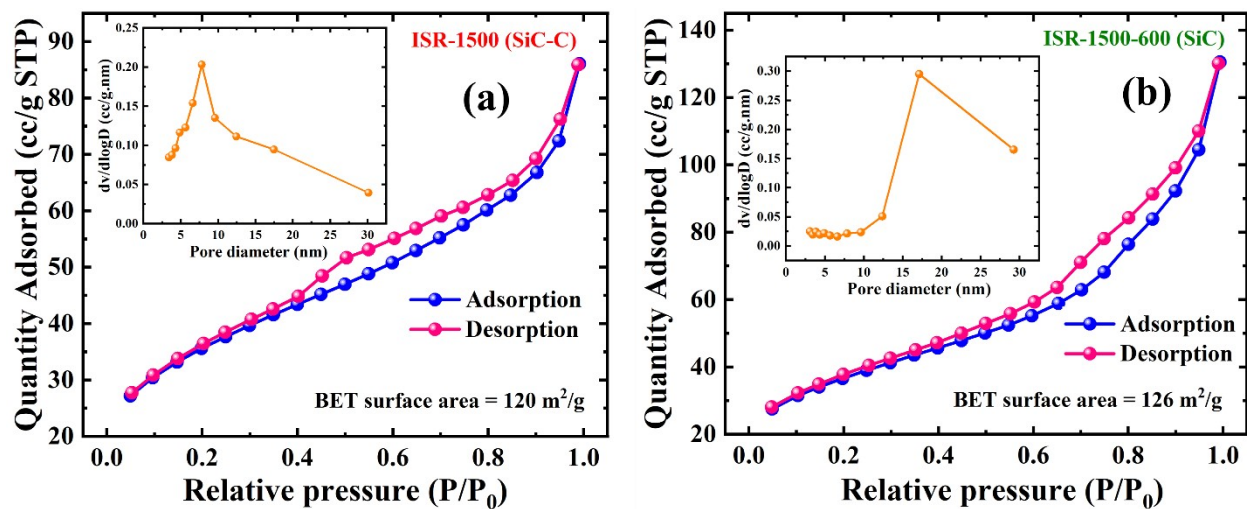 ISR-1500 (SiC-C)
(a)
Quantity Adsorbed (cc/g STP)
90
80
70
60
50
40
30
20
0.0 0.2 0.4 0.6 0.8 1.0
Relative pressure (P/P₀)
dv/dlogD (cc/g.nm)
0.25
0.20
0.15
0.10
0.05
0.00
0 5 10 15 20 25 30
Pore diameter (nm)
Adsorption
Desorption
BET surface area = 120 m²/g
ISR-1500-600 (SiC)
(b)
Quantity Adsorbed (cc/g STP)
140
120
100
80
60
40
20
0.0 0.2 0.4 0.6 0.8 1.0
Relative pressure (P/P₀)
dv/dlogD (cc/g.nm)
0.30
0.25
0.20
0.15
0.10
0.05
0.00
0 5 10 15 20 25 30
Pore diameter (nm)
Adsorption
Desorption
BET surface area = 126 m²/g